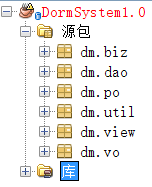 DormSystem1.0
源包
dm.biz
dm.dao
dm.po
dm.util
dm.view
dm.vo
库